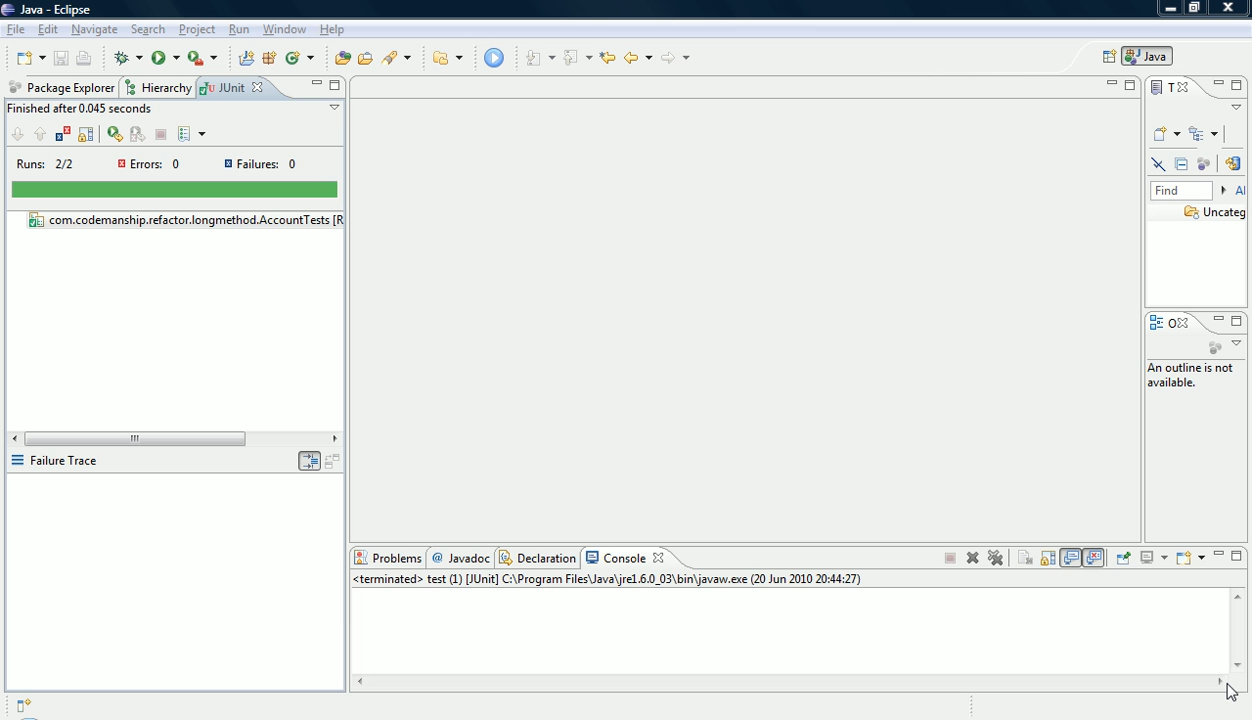 Java - Eclipse
File Edit Navigate Search Project Run Window Help
Java
Package Explorer Hierarchy JUnit
Finished after 0.045 seconds
Runs: 2/2 Errors: 0 Failures: 0
com.codemanship.refactor.longmethod.AccountTests [R
Failure Trace
T
Find Al
Uncateg
O
An outline is not
available.
Problems @ Javadoc Declaration Console
<terminated> test (1) [JUnit] C:\Program Files\Java\jre1.6.0_03\bin\javaw.exe (20 Jun 2010 20:44:27)